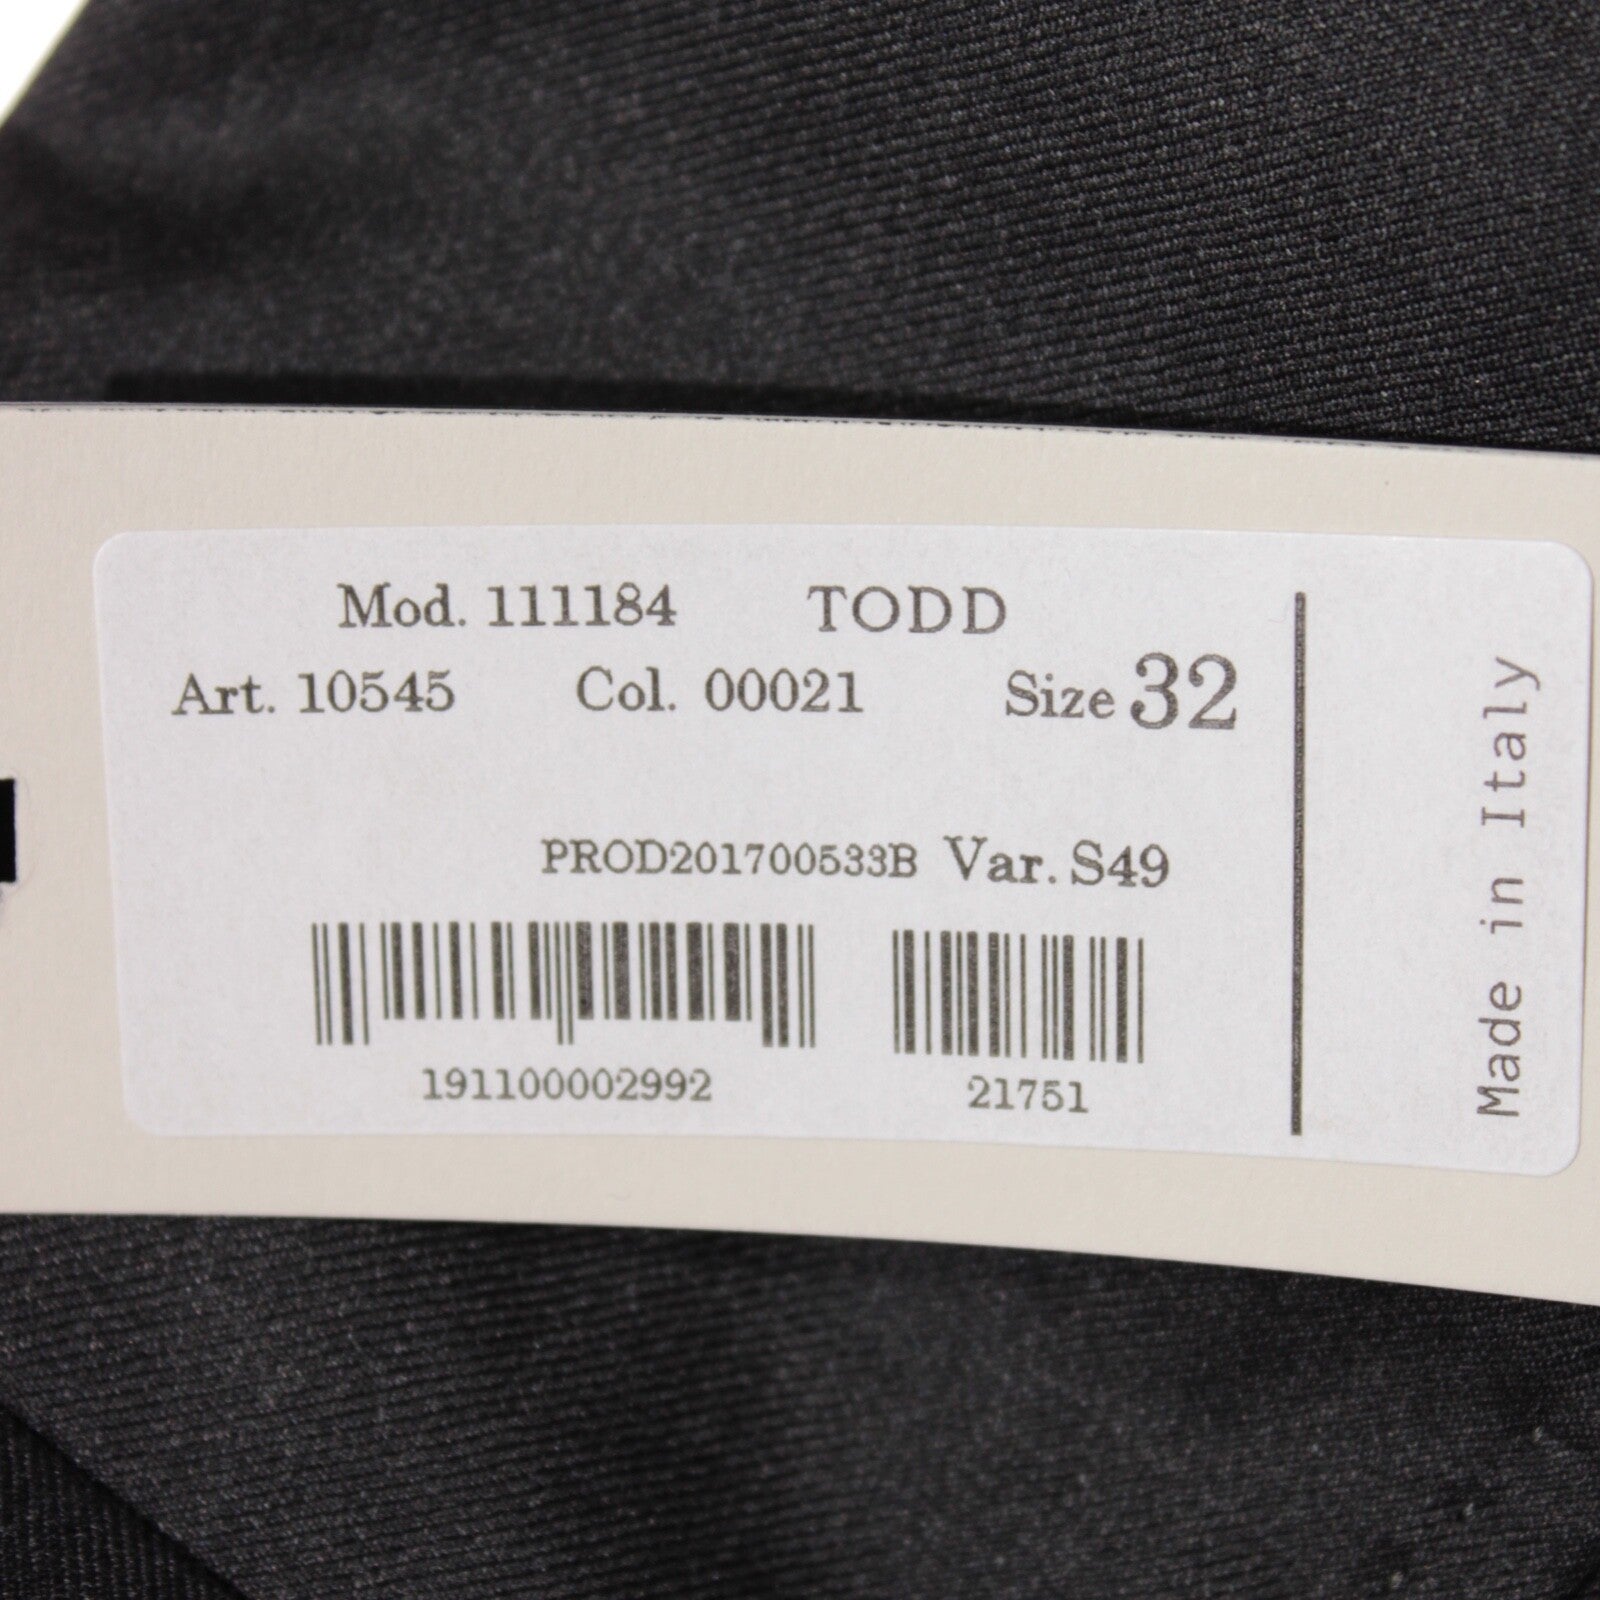 Mod. 111184 TODD
Art. 10545 Col. 00021 Size 32
PROD201700533B Var. S49
191100002992 21751
Made in Italy